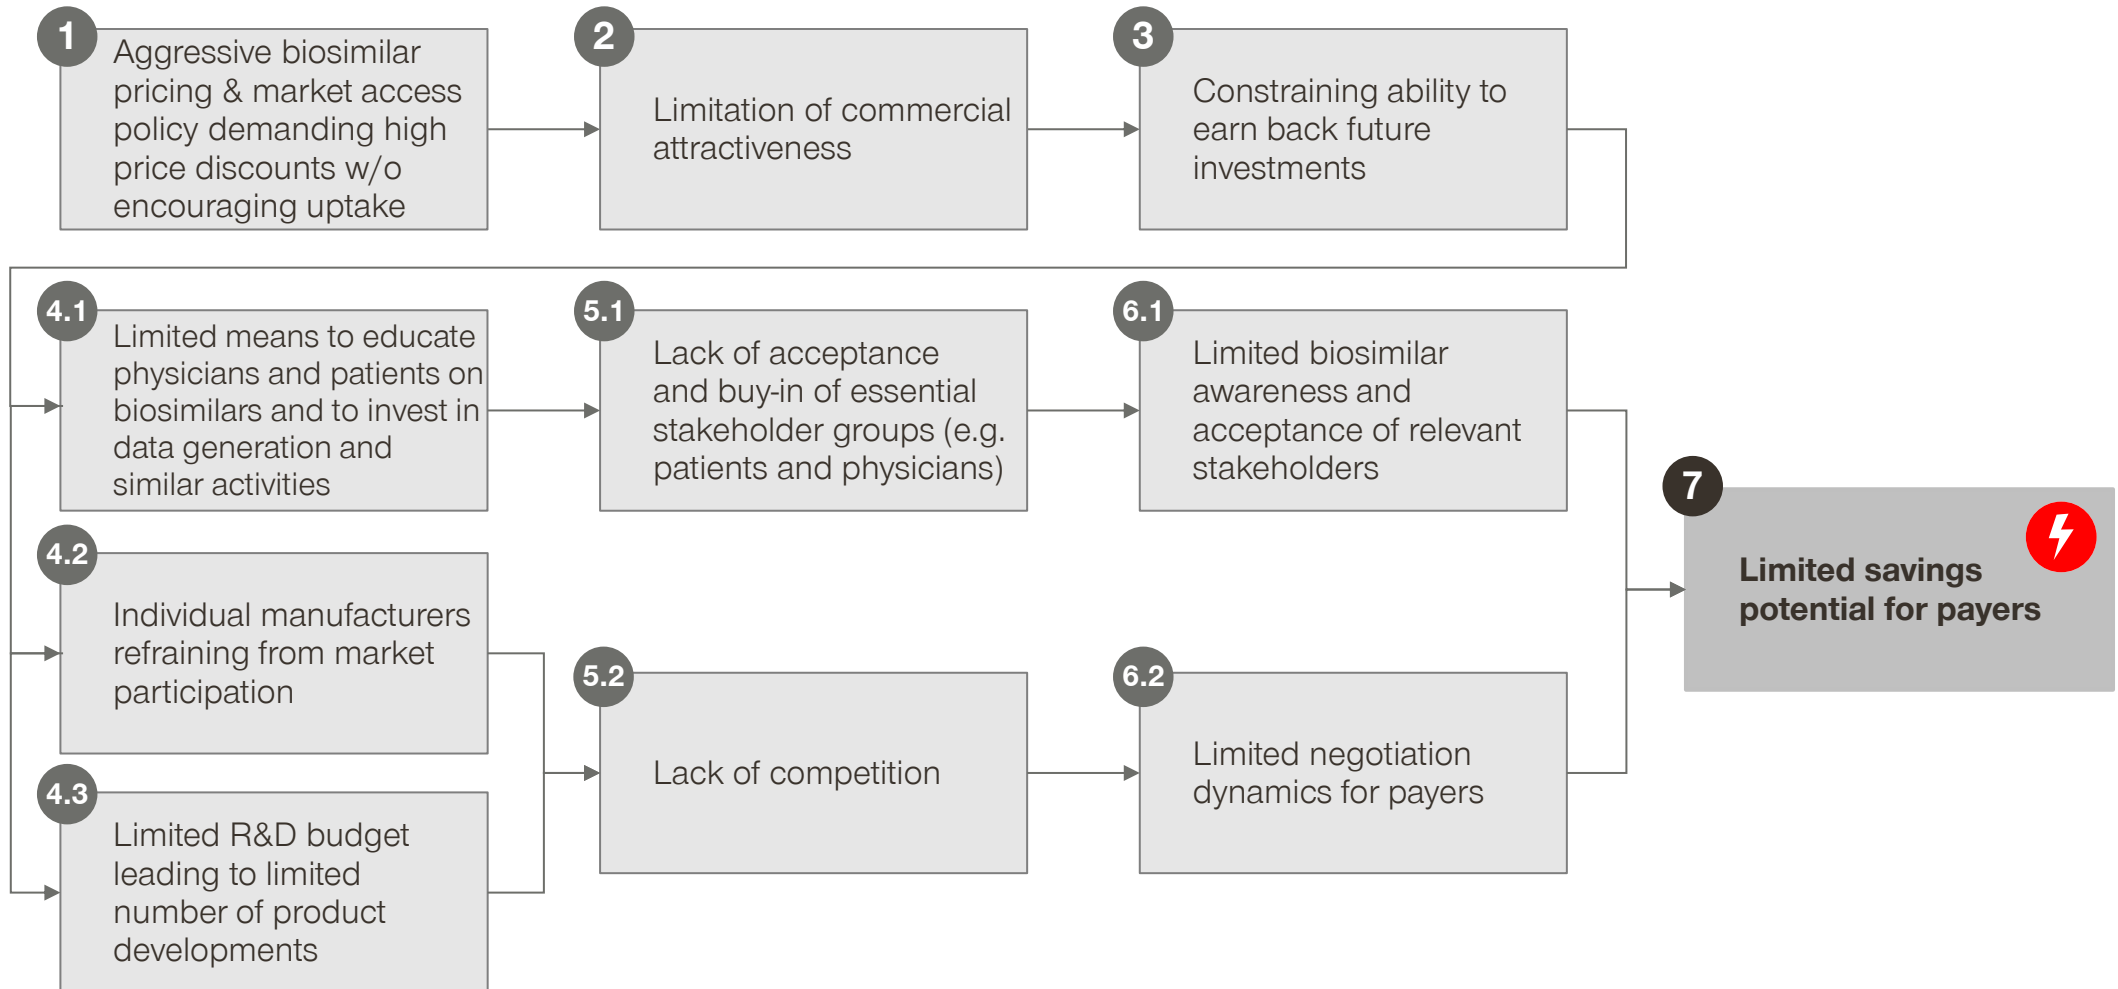 1
Aggressive biosimilar
pricing & market access
policy demanding high
price discounts w/o
encouraging uptake
2
Limitation of commercial
attractiveness
3
Constraining ability to
earn back future
investments
4.1
Limited means to educate
physicians and patients on
biosimilars and to invest in
data generation and
similar activities
5.1
Lack of acceptance
and buy-in of essential
stakeholder groups (e.g.
patients and physicians)
6.1
Limited biosimilar
awareness and
acceptance of relevant
stakeholders
4.2
Individual manufacturers
refraining from market
participation
4.3
Limited R&D budget
leading to limited
number of product
developments
5.2
Lack of competition
6.2
Limited negotiation
dynamics for payers
7
Limited savings
potential for payers